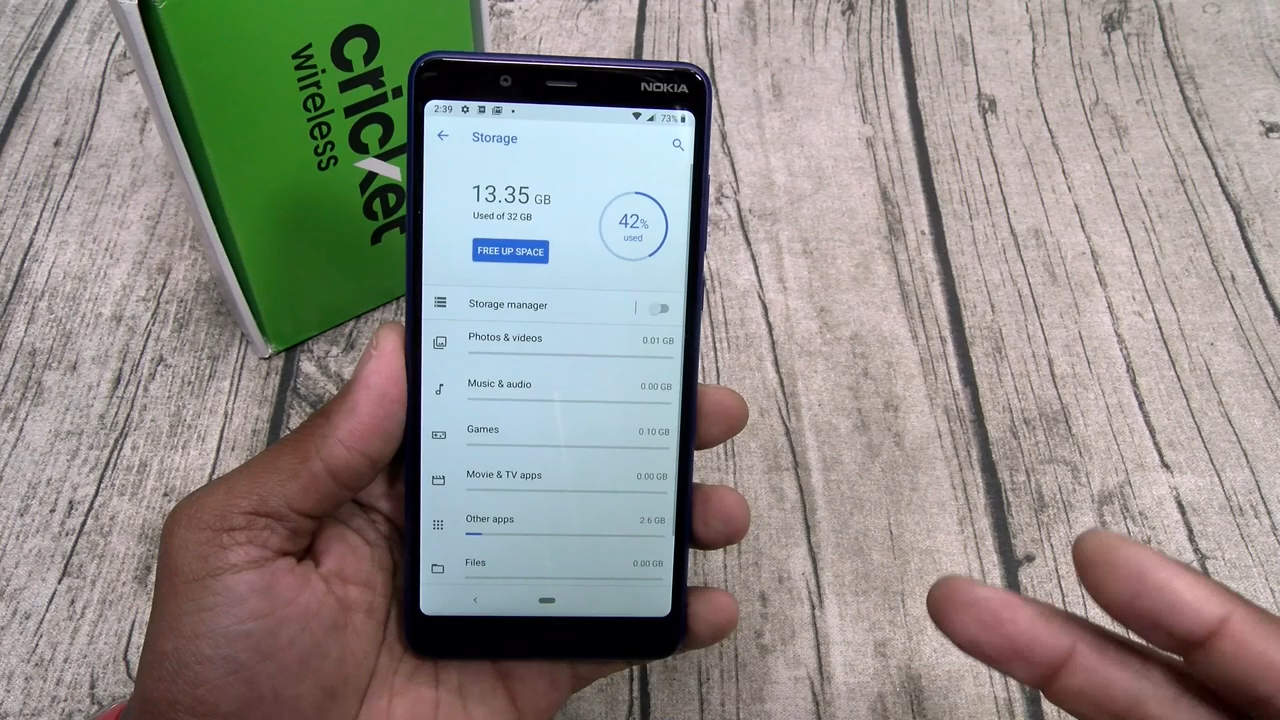 cricket
wireless
NOKIA
2:39 73%
Storage
13.35 GB
Used of 32 GB
42%
used
FREE UP SPACE
Storage manager
Photos & videos 0.01 GB
Music & audio 0.00 GB
Games 0.10 GB
Movie & TV apps 0.00 GB
Other apps 2.6 GB
Files 0.00 GB